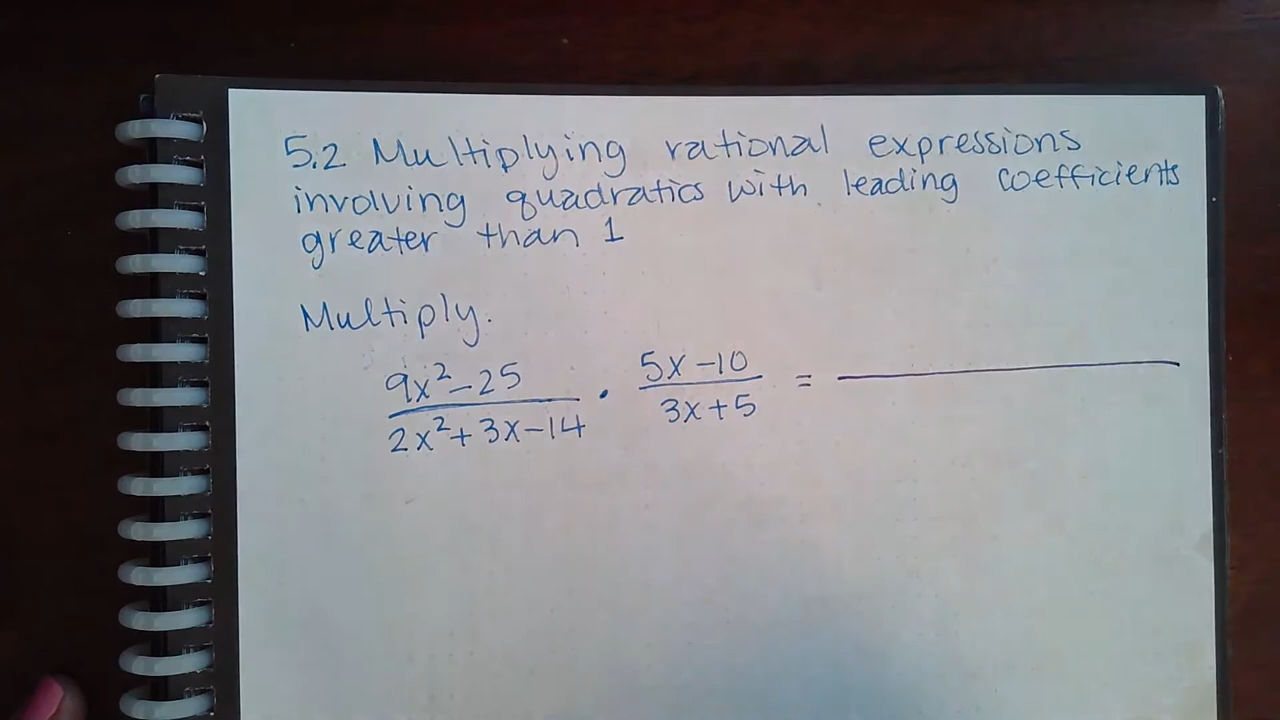 5.2 Multiplying rational expressions
involving quadratics with leading coefficients
greater than 1
Multiply.
9x²-25 / 2x²+3x-14 · 5x-10 / 3x+5 =